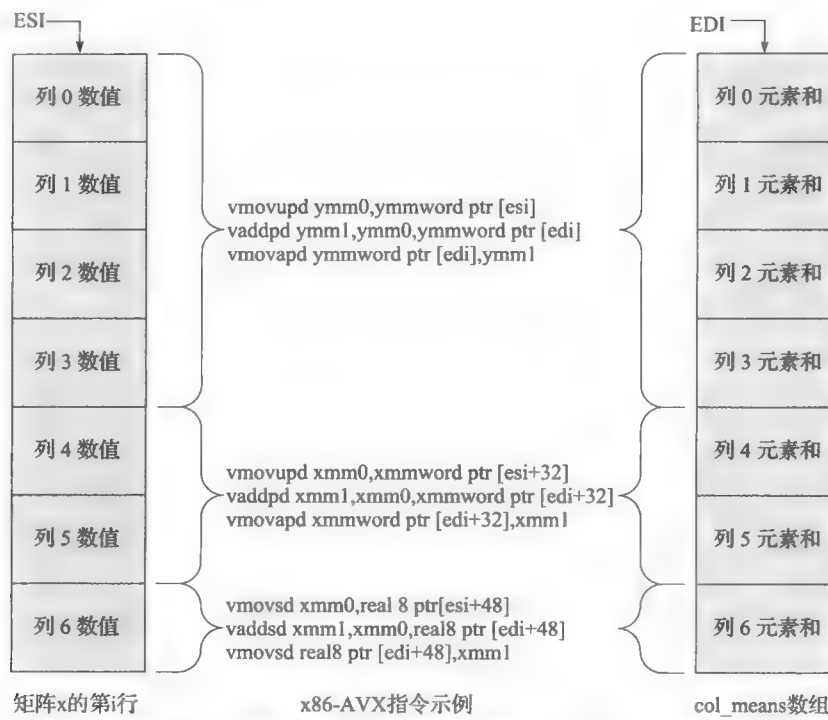 ESI
EDI
列0数值
列1数值
列2数值
列3数值
列4数值
列5数值
列6数值
vmovupd ymm0,ymmword ptr [esi]
vaddpd ymm1,ymm0,ymmword ptr [edi]
vmovapd ymmword ptr [edi],ymm1
vmovupd xmm0,xmmword ptr [esi+32]
vaddpd xmm1,xmm0,xmmword ptr [edi+32]
vmovapd xmmword ptr [edi+32],xmm1
vmovsd xmm0,real 8 ptr[esi+48]
vaddsd xmm1,xmm0,real8 ptr [edi+48]
vmovsd real8 ptr [edi+48],xmm1
列0元素和
列1元素和
列2元素和
列3元素和
列4元素和
列5元素和
列6元素和
矩阵x的第i行
x86-AVX指令示例
col_means数组